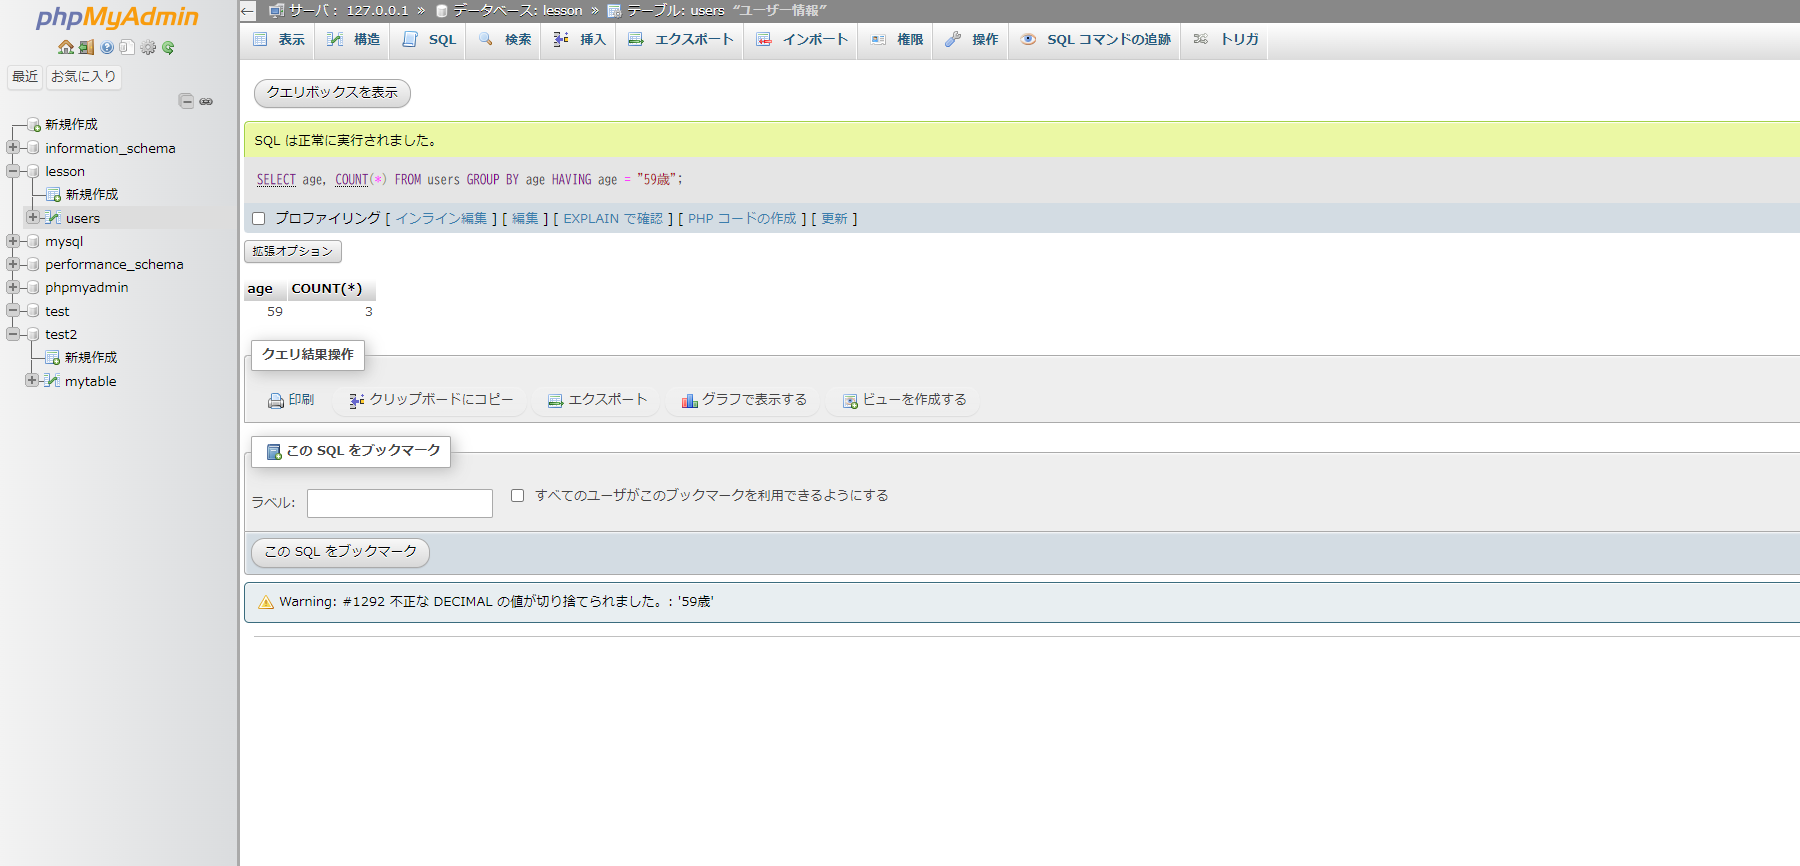 phpMyAdmin
最近 お気に入り
新規作成
information_schema
lesson
新規作成
users
mysql
performance_schema
phpmyadmin
test
test2
新規作成
mytable
サーバ： 127.0.0.1 » データベース: lesson » テーブル: users “ユーザー情報”
表示 構造 SQL 検索 挿入 エクスポート インポート 権限 操作 SQL コマンドの追跡 トリガ
クエリボックスを表示
SQL は正常に実行されました。
SELECT age, COUNT(*) FROM users GROUP BY age HAVING age = "59歳";
プロファイリング [ インライン編集 ] [ 編集 ] [ EXPLAIN で確認 ] [ PHP コードの作成 ] [ 更新 ]
拡張オプション
age COUNT(*)
59 3
クエリ結果操作
印刷 クリップボードにコピー エクスポート グラフで表示する ビューを作成する
この SQL をブックマーク
ラベル: すべてのユーザがこのブックマークを利用できるようにする
この SQL をブックマーク
Warning: #1292 不正な DECIMAL の値が切り捨てられました。: '59歳'